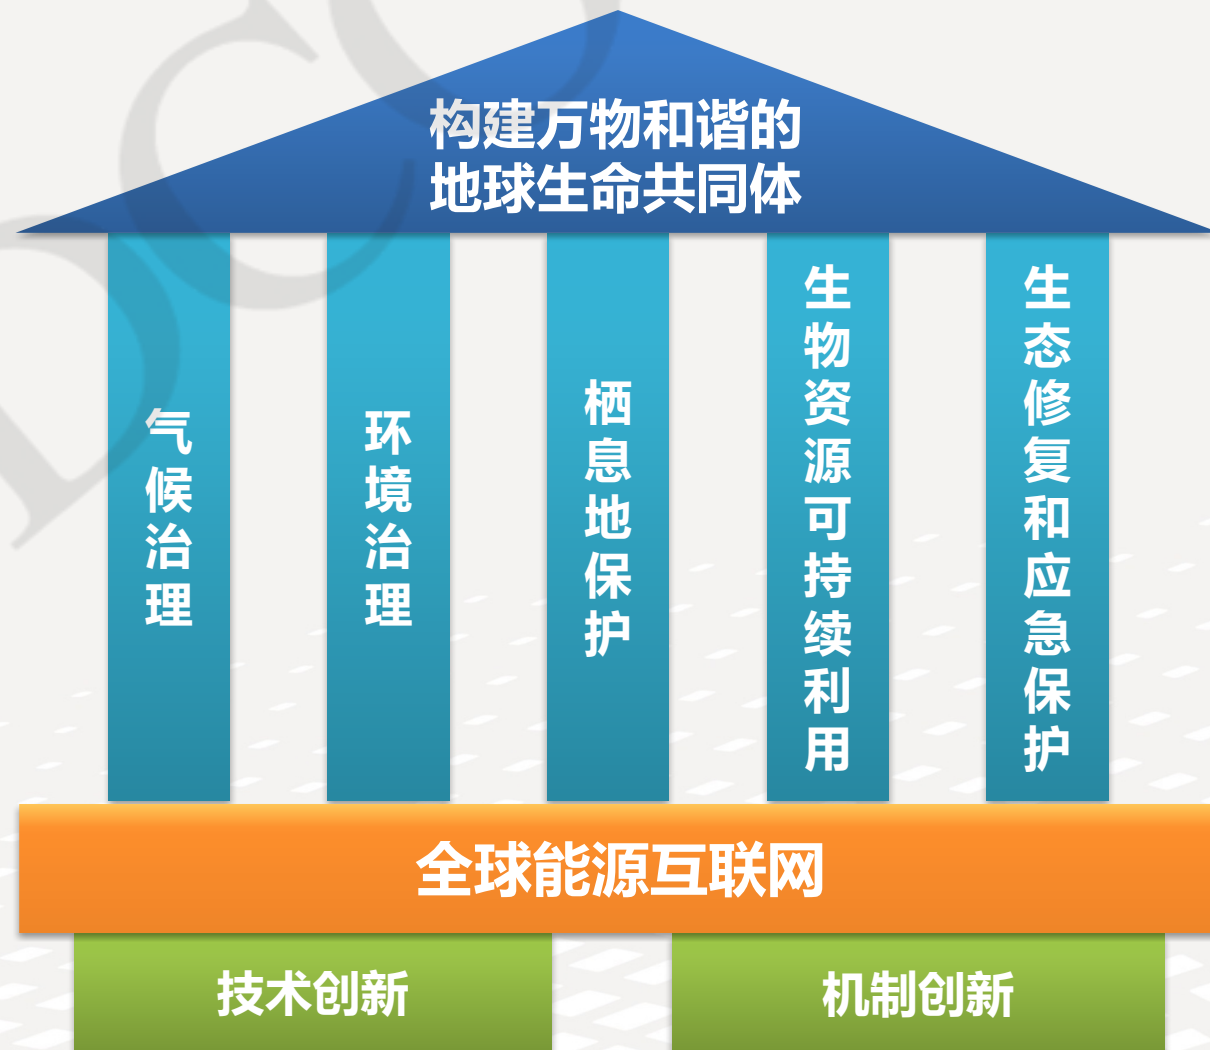 构建万物和谐的
地球生命共同体
气候治理
环境治理
栖息地保护
生物资源可持续利用
生态修复和应急保护
全球能源互联网
技术创新
机制创新